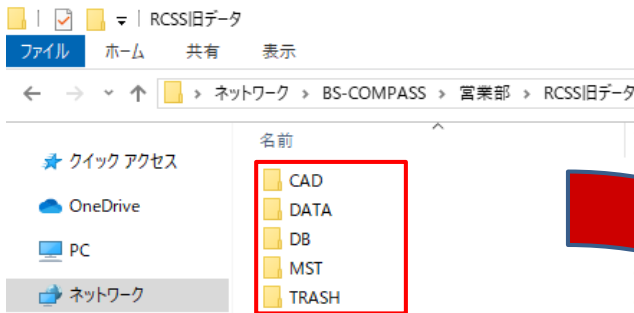 RCSS旧データ
ファイル ホーム 共有 表示
ネットワーク > BS-COMPASS > 営業部 > RCSS旧データ
名前
クイック アクセス
OneDrive
PC
ネットワーク
CAD
DATA
DB
MST
TRASH